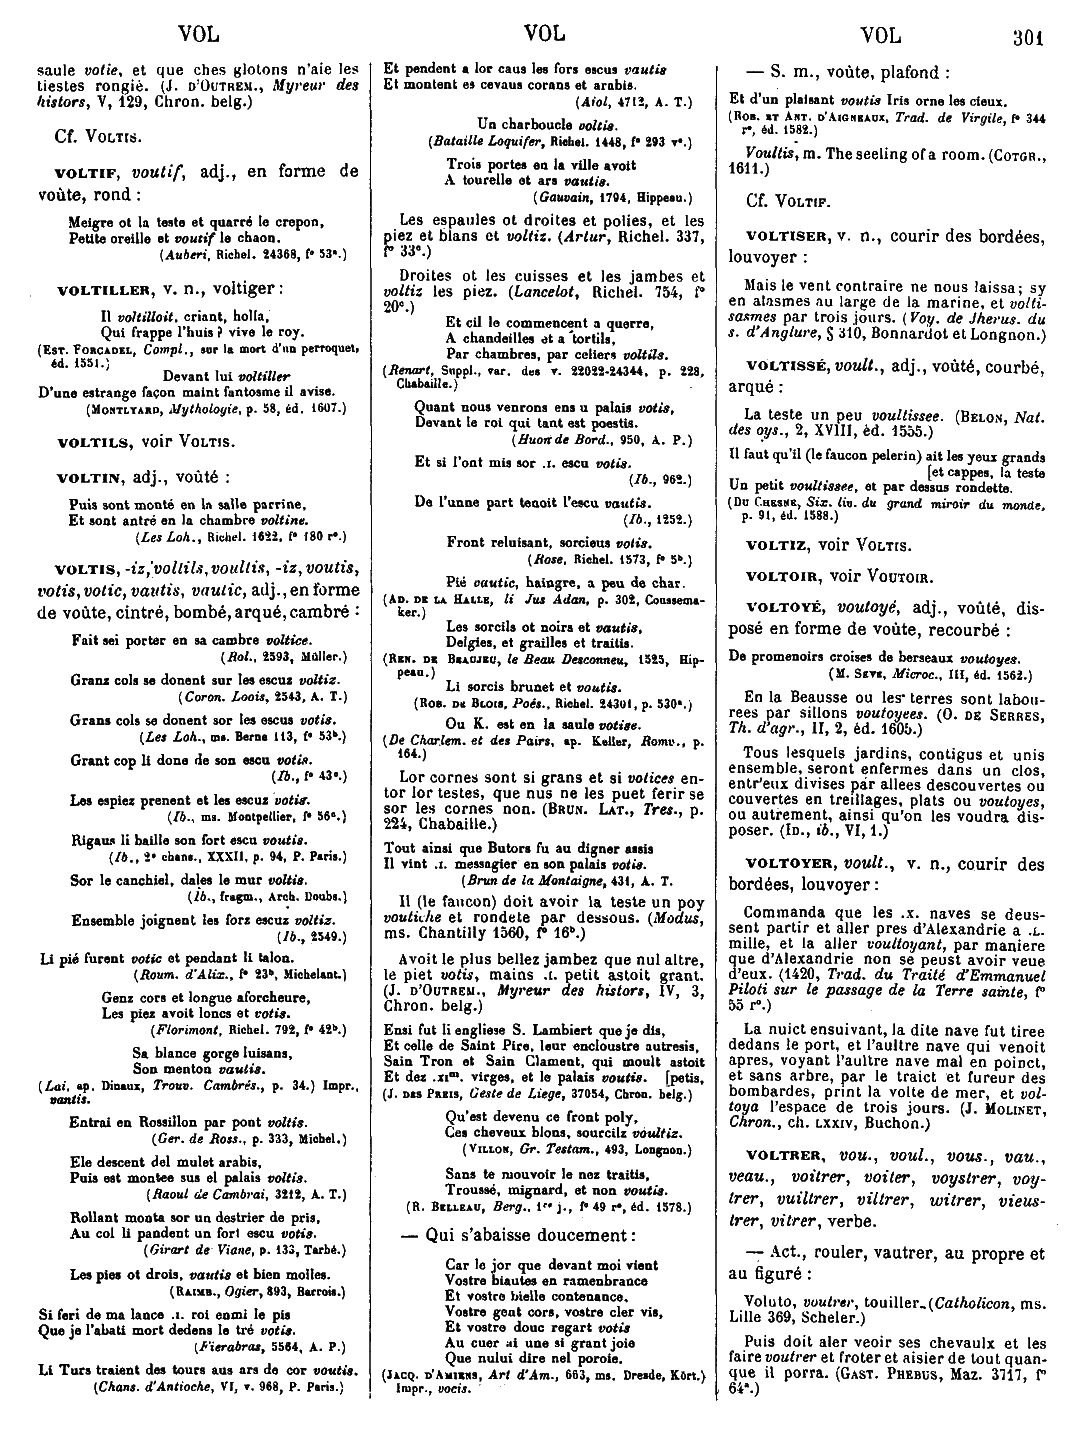 VOL
VOL
VOL
301
saule votie, et que ches glotons n'aie les
tiestes rongiè. (J. D'OUTREM., Myreur des
histors, V, 129, Chron. belg.)
Cf. VOLTIS.
VOLTIF, voutif, adj., en forme de
voûte, rond :
Meigre ot la teste et quarré le crepon,
Petite oreille et voutif le chaon.
(Auberi, Richel. 24368, f° 53ª.)
VOLTILLER, v. n., voltiger :
Il voltilloit, criant, holla,
Qui frappe l'huis ? vive le roy.
(EST. FORCADEL, Compl., sur la mort d'un perroquet,
éd. 1551.)
Devant lui voltiller
D'une estrange façon maint fantosme il avise.
(MONTLYARD, Mythologie, p. 58, éd. 1607.)
VOLTILS, voir VOLTIS.
VOLTIN, adj., voûté :
Puis sont monté en la salle perrine,
Et sont antré en la chambre voltine.
(Les Loh., Richel. 1622, f° 180 r°.)
VOLTIS, -iz, voltils, voultis, -iz, voutis,
votis, votic, vautis, vautic, adj., en forme
de voûte, cintré, bombé, arqué, cambré :
Fait sei porter en sa cambre voltice.
(Rol., 2593, Müller.)
Granz cols se donent sur les escuz voltiz.
(Coron. Loois, 2543, A. T.)
Grans cols se donent sor les escus votis.
(Les Loh., ms. Berne 113, f° 53ᵇ.)
Grant cop li done de son escu votis.
(Ib., f° 43ᵃ.)
Les espiez prenent et les escuz votis.
(Ib., ms. Montpellier, f° 56ᵃ.)
Rigaus li baille son fort escu voutis.
(Ib., 2° chans., XXXII, p. 94, P. Paris.)
Sor le canchiel, dales le mur voltis.
(Ib., fragm., Arch. Doubs.)
Ensemble joignent les forz escuz voltiz.
(Ib., 2549.)
Li pié furent votic et pendant li talon.
(Roum. d'Alix., f° 23ᵇ, Michelant.)
Genz cors et longue aforcheure,
Les piez avoit loncs et votis.
(Florimont, Richel. 792, f° 42ᵇ.)
Sa blance gorge luisans,
Son menton vautis.
(Lai, ap. Dinaux, Trouv. Cambrés., p. 34.) Impr.,
vantis.
Entrai en Rossillon par pont voltis.
(Ger. de Ross., p. 333, Michel.)
Ele descent del mulet arabis,
Puis est montee sus el palais voltis.
(Raoul de Cambrai, 3212, A. T.)
Rollant monta sor un destrier de pris,
Au col li pandent un fort escu votis.
(Girart de Viane, p. 133, Tarbé.)
Les pies ot drois, vautis et bien molles.
(RAIMB., Ogier, 893, Barrois.)
Si feri de ma lance .I. roi enmi le pis
Que je l'abati mort dedens le tré votis.
(Fierabras, 5564, A. P.)
Li Turs traient des tours aus ars de cor voutis.
(Chans. d'Antioche, VI, v. 968, P. Paris.)
Et pendent a lor caus les fors escus vautis
Et montent es cevaus corans et arabis.
(Aiol, 4712, A. T.)
Un charboucle voltis.
(Bataille Loquifer, Richel. 1448, f° 293 v°.)
Trois portes en la ville avoit
A tourelle et ars vautis.
(Gauvain, 1794, Hippeau.)
Les espaules ot droites et polies, et les
piez et blans et voltiz. (Artur, Richel. 337,
f° 33ᶜ.)
Droites ot les cuisses et les jambes et
voltiz les piez. (Lancelot, Richel. 754, f°
20ᶜ.)
Et cil le commencent a querre,
A chandeilles et a tortils,
Par chambres, par celiers voltils.
(Renart, Suppl., var. des v. 22022-24344, p. 228,
Chabaille.)
Quant nous venrons ens u palais votis,
Devant le roi qui tant est poestis.
(Huon de Bord., 950, A. P.)
Et si l'ont mis sor .I. escu votis.
(Ib., 962.)
De l'unne part tenoit l'escu vautis.
(Ib., 1252.)
Front reluisant, sorcieus votis.
(Rose, Richel. 1573, f° 5ᵇ.)
Pié vautic, haingre, a peu de char.
(AD. DE LA HALLE, li Jus Adan, p. 302, Coussema-
ker.)
Les sorcils ot noirs et vautis,
Delgies, et grailles et traitis.
(REN. DE BEAUJEU, le Beau Desconneu, 1525, Hip-
peau.)
Li sorcis brunet et voutis.
(ROB. DE BLOIS, Poés., Richel. 24301, p. 530ᵃ.)
Ou K. est en la saule votise.
(De Charlem. et des Pairs, ap. Keller, Romv., p.
164.)
Lor cornes sont si grans et si votices en-
tor lor testes, que nus ne les puet ferir se
sor les cornes non. (BRUN. LAT., Tres., p.
224, Chabaille.)
Tout ainsi que Butors fu au digner assis
Il vint .I. messagier en son palais votis.
(Brun de la Montaigne, 431, A. T.
Il (le faucon) doit avoir la teste un poy
voutiche et rondete par dessous. (Modus,
ms. Chantilly 1560, f° 16ᵇ.)
Avoit le plus bellez jambez que nul altre,
le piet votis, mains .I. petit astoit grant.
(J. D'OUTREM., Myreur des histors, IV, 3,
Chron. belg.)
Ensi fut li engliese S. Lambiert que je dis,
Et celle de Saint Pire, leur encloustre autresis,
Sain Tron et Sain Clament, qui moult astoit
Et dez .XIᵐ. virges, et le palais voutis. [petis,
(J. DES PREIS, Geste de Liege, 37054, Chron. belg.)
Qu'est devenu ce front poly,
Ces cheveux blons, sourcilz voultiz.
(VILLON, Gr. Testam., 493, Longnon.)
Sans te mouvoir le nez traitis,
Troussé, mignard, et non voutis.
(R. BELLEAU, Berg., 1ʳᵉ j., f° 49 r°, éd. 1578.)
— Qui s'abaisse doucement :
Car le jor que devant moi vient
Vostre biautes en ramenbrance
Et vostre bielle contenance,
Vostre gent cors, vostre cler vis,
Et vostre douc regart votis
Au cuer ai une si grant joie
Que nului dire nel poroie.
(JACQ. D'AMIENS, Art d'Am., 663, ms. Dresde, Kört.)
Impr., vocis.
— S. m., voûte, plafond :
Et d'un plaisant voutis Iris orne les cieux.
(ROB. ET ANT. D'AIGNEAUX, Trad. de Virgile, f° 344
r°, éd. 1582.)
Voultis, m. The seeling of a room. (COTGR.,
1611.)
Cf. VOLTIF.
VOLTISER, v. n., courir des bordées,
louvoyer :
Mais le vent contraire ne nous laissa; sy
en alasmes au large de la marine, et volti-
sasmes par trois jours. (Voy. de Jherus. du
s. d'Anglure, § 310, Bonnardot et Longnon.)
VOLTISSÉ, voult., adj., voûté, courbé,
arqué :
La teste un peu voultissee. (BELON, Nat.
des oys., 2, XVIII, éd. 1555.)
Il faut qu'il (le faucon pelerin) ait les yeux grands
[et cappes, la teste
Un petit voultissee, et par dessus rondette.
(DU CHESNE, Six. liv. du grand miroir du monde,
p. 91, éd. 1588.)
VOLTIZ, voir VOLTIS.
VOLTOIR, voir VOUTOIR.
VOLTOYÉ, voutoyé, adj., voûté, dis-
posé en forme de voûte, recourbé :
De promenoirs croises de berseaux voutoyes.
(M. SEVE, Microc., III, éd. 1562.)
En la Beausse ou les terres sont labou-
rees par sillons voutoyees. (O. DE SERRES,
Th. d'agr., II, 2, éd. 1605.)
Tous lesquels jardins, contigus et unis
ensemble, seront enfermes dans un clos,
entr'eux divises par allees descouvertes ou
couvertes en treillages, plats ou voutoyes,
ou autrement, ainsi qu'on les voudra dis-
poser. (ID., ib., VI, 1.)
VOLTOYER, voult., v. n., courir des
bordées, louvoyer :
Commanda que les .X. naves se deus-
sent partir et aller pres d'Alexandrie a .L.
mille, et la aller voultoyant, par maniere
que d'Alexandrie non se peust avoir veue
d'eux. (1420, Trad. du Traité d'Emmanuel
Piloti sur le passage de la Terre sainte, f°
55 r°.)
La nuict ensuivant, la dite nave fut tiree
dedans le port, et l'aultre nave qui venoit
apres, voyant l'aultre nave mal en poinct,
et sans arbre, par le traict et fureur des
bombardes, print la volte de mer, et vol-
toya l'espace de trois jours. (J. MOLINET,
Chron., ch. LXXIV, Buchon.)
VOLTRER, vou., voul., vous., vau.,
veau., voitrer, voiter, voystrer, voy-
trer, vuiltrer, viltrer, witrer, vieus-
trer, vitrer, verbe.
— Act., rouler, vautrer, au propre et
au figuré :
Voluto, voutrer, touiller. (Catholicon, ms.
Lille 369, Scheler.)
Puis doit aler veoir ses chevaulx et les
faire voutrer et froter et aisier de tout quan-
que il porra. (GAST. PHEBUS, Maz. 3717, f°
64ᵃ.)